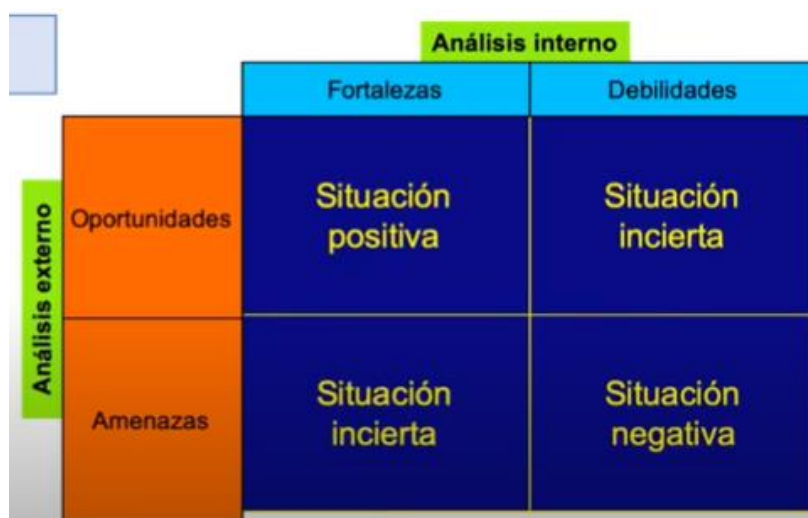 Análisis interno
Fortalezas Debilidades
Análisis externo
Oportunidades
Situación
positiva
Situación
incierta
Amenazas
Situación
incierta
Situación
negativa